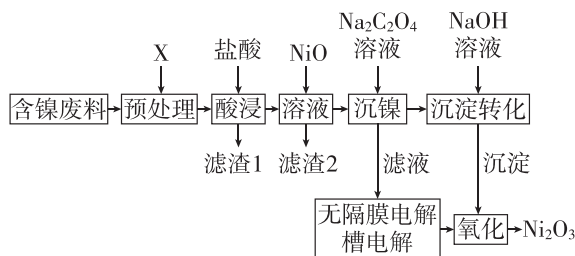 Na₂C₂O₄ NaOH
X 盐酸 NiO 溶液 溶液
含镍废料 预处理 酸浸 溶液 沉镍 沉淀转化
滤渣1 滤渣2 滤液 沉淀
无隔膜电解
槽电解 氧化 Ni₂O₃